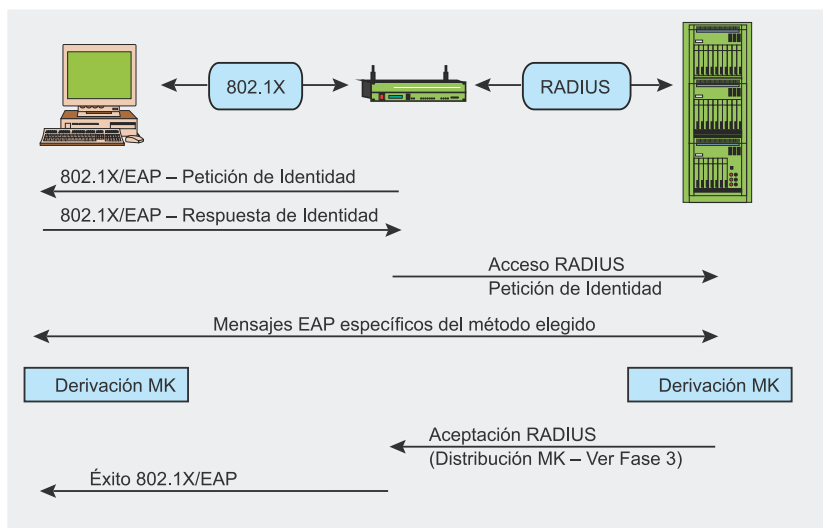 802.1X
RADIUS
802.1X/EAP – Petición de Identidad
802.1X/EAP – Respuesta de Identidad
Acceso RADIUS
Petición de Identidad
Mensajes EAP específicos del método elegido
Derivación MK
Derivación MK
Aceptación RADIUS
(Distribución MK – Ver Fase 3)
Éxito 802.1X/EAP